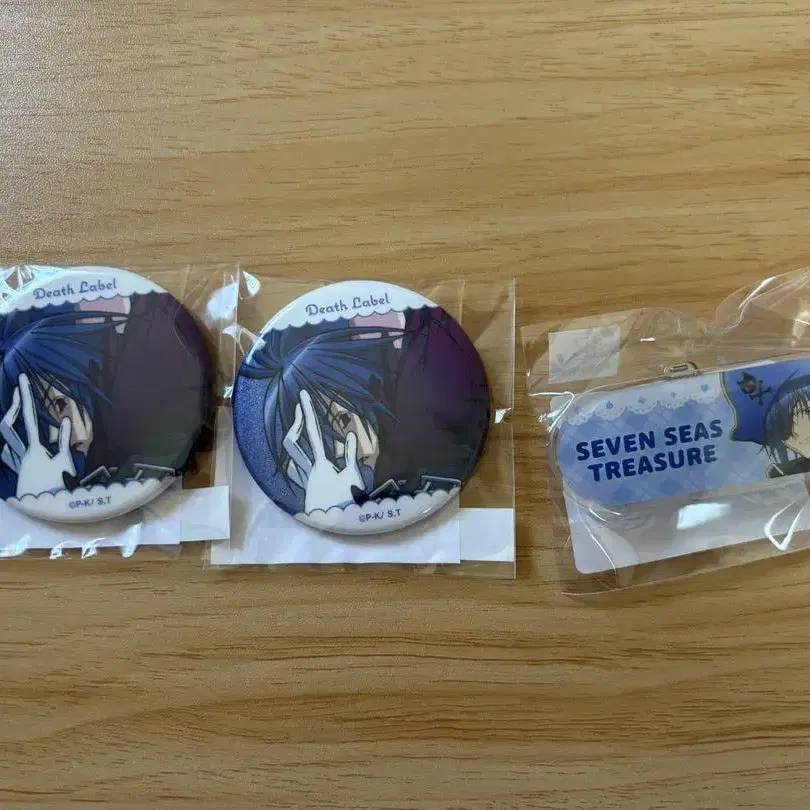 Death Label
©P-K/ S.T
Death Label
©P-K/ S.T
SEVEN SEAS
TREASURE